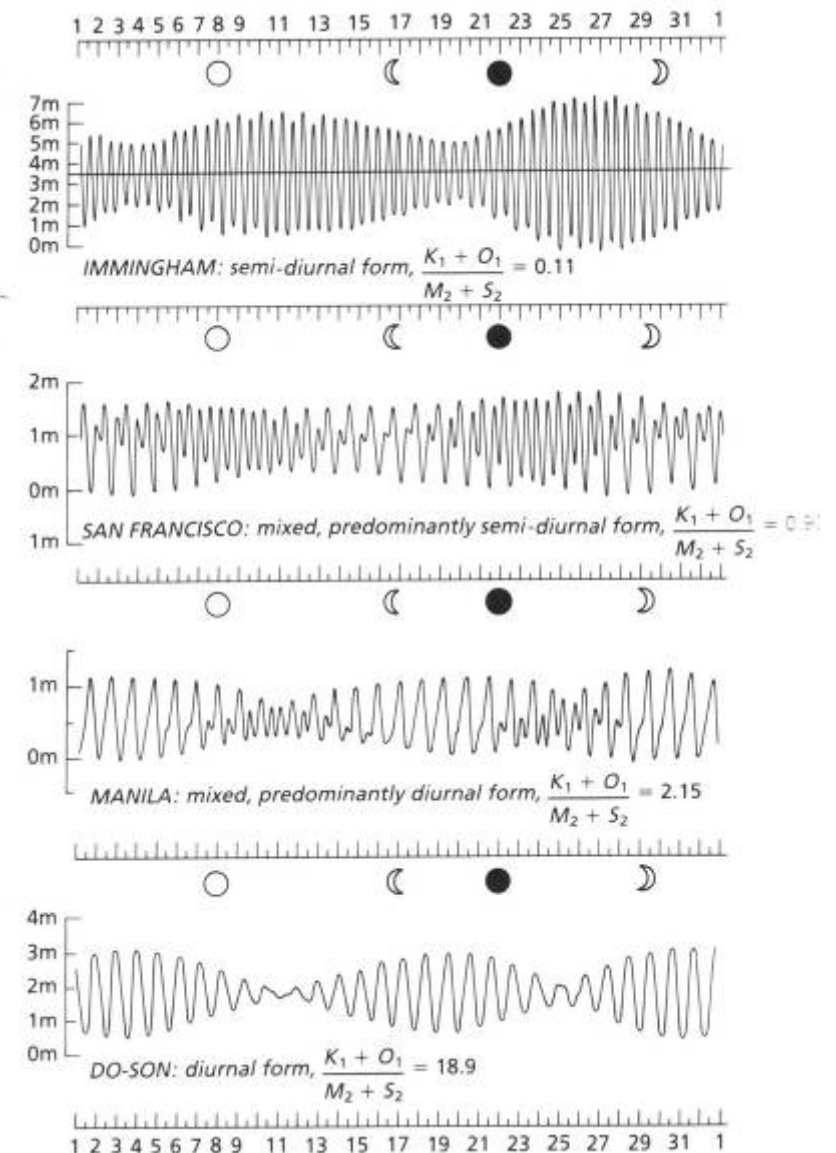 1 2 3 4 5 6 7 8 9 11 13 15 17 19 21 23 25 27 29 31 1
7m
6m
5m
4m
3m
2m
1m
0m
IMMINGHAM: semi-diurnal form, K₁ + O₁ / M₂ + S₂ = 0.11
2m
1m
0m
1m
SAN FRANCISCO: mixed, predominantly semi-diurnal form, K₁ + O₁ / M₂ + S₂ =
1m
0m
MANILA: mixed, predominantly diurnal form, K₁ + O₁ / M₂ + S₂ = 2.15
4m
3m
2m
1m
0m
DO-SON: diurnal form, K₁ + O₁ / M₂ + S₂ = 18.9
1 2 3 4 5 6 7 8 9 11 13 15 17 19 21 23 25 27 29 31 1